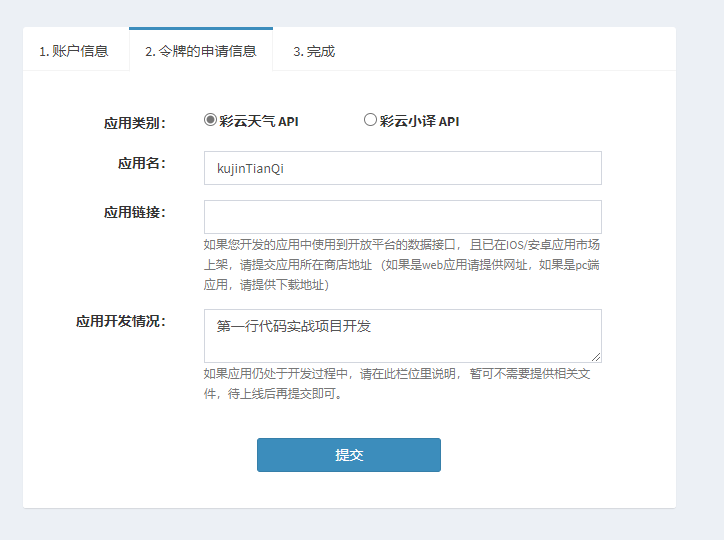 1. 账户信息 2. 令牌的申请信息 3. 完成
应用类别： 彩云天气 API 彩云小译 API
应用名： kujinTianQi
应用链接：
如果您开发的应用中使用到开放平台的数据接口， 且已在IOS/安卓应用市场
上架，请提交应用所在商店地址 （如果是web应用请提供网址，如果是pc端
应用，请提供下载地址）
应用开发情况： 第一行代码实战项目开发
如果应用仍处于开发过程中，请在此栏位里说明， 暂可不需要提供相关文
件，待上线后再提交即可。
提交